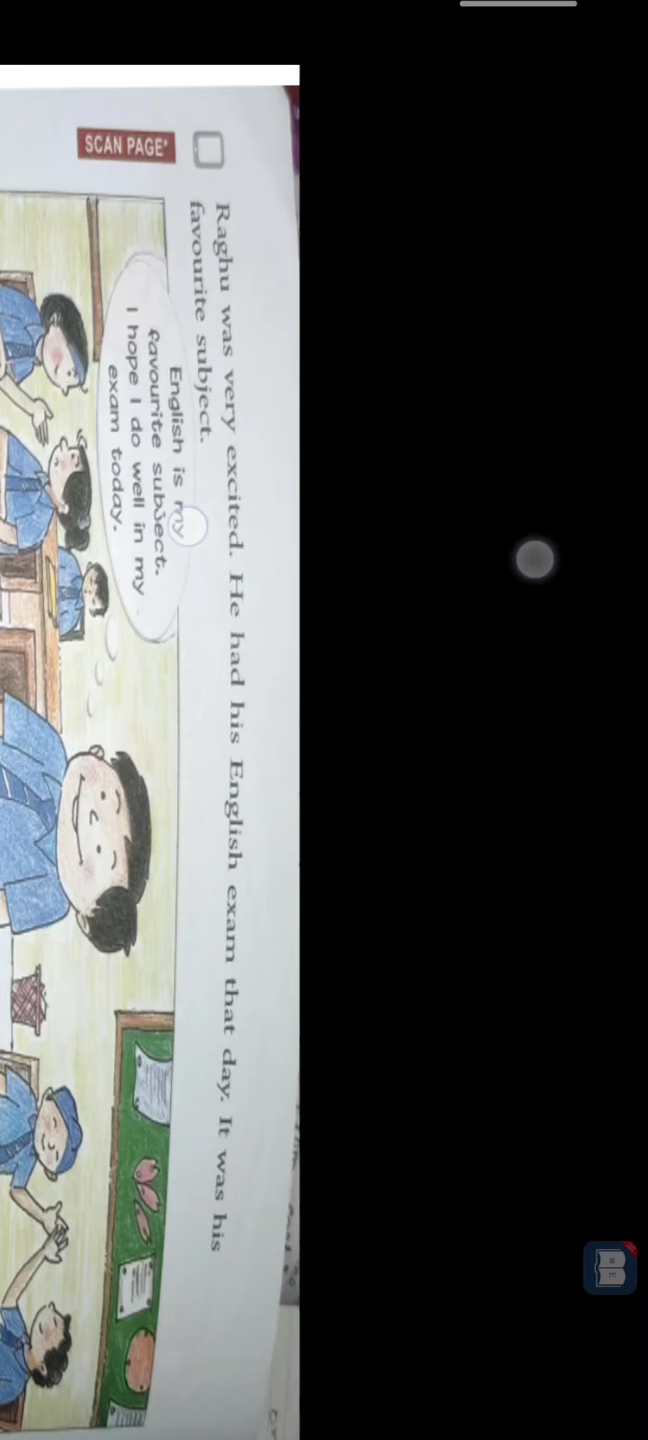 Raghu was very excited. He had his English exam that day. It was his
favourite subject.
SCAN PAGE*
English is my
favourite subject.
I hope I do well in my
exam today.